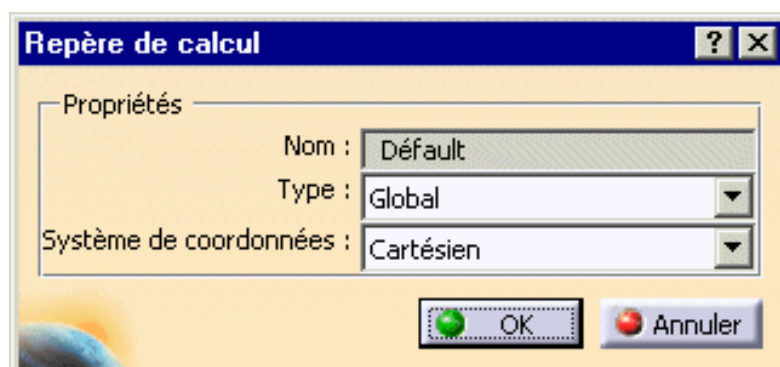 Repère de calcul
Propriétés
Nom : Défault
Type : Global
Système de coordonnées : Cartésien
OK Annuler